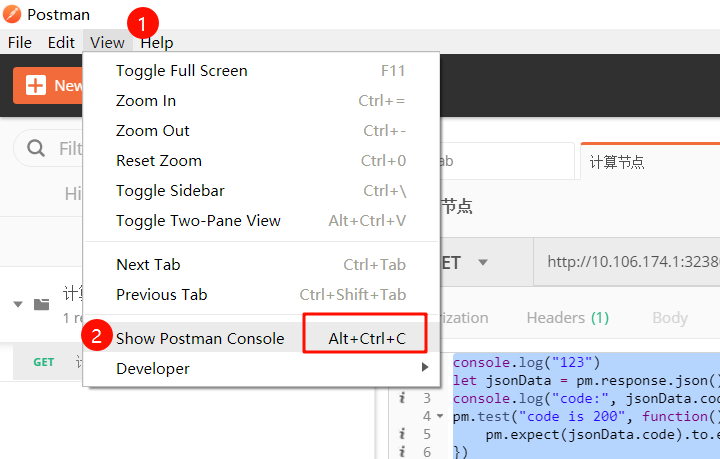 Postman
1
File Edit View Help
Toggle Full Screen F11
New
Zoom In Ctrl+=
Zoom Out Ctrl+-
Filt
Reset Zoom Ctrl+0
计算节点
Toggle Sidebar Ctrl+\
Hi
节点
Toggle Two-Pane View Alt+Ctrl+V
Next Tab Ctrl+Tab
ET http://10.106.174.1:3238
Previous Tab Ctrl+Shift+Tab
1 re
rization Headers (1) Body
2 Show Postman Console Alt+Ctrl+C
GET
Developer
console.log("123")
let jsonData = pm.response.json()
i 3 console.log("code:", jsonData.cod
4 pm.test("code is 200", function()
i 5 pm.expect(jsonData.code).to.e
i 6 })